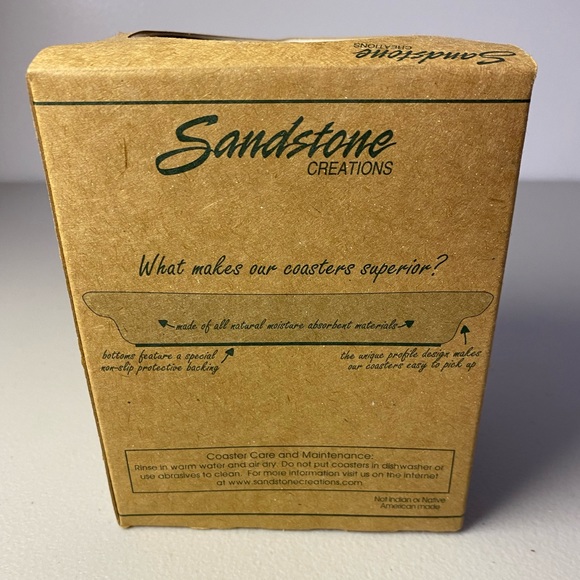 Sandstone
CREATIONS
Sandstone
CREATIONS
What makes our coasters superior?
made of all natural moisture absorbent materials
bottoms feature a special
non-slip protective backing
the unique profile design makes
our coasters easy to pick up
Coaster Care and Maintenance:
Rinse in warm water and air dry. Do not put coasters in dishwasher or
use abrasives to clean. For more information visit us on the internet
at www.sandstonecreations.com
Not Indian or Native
American made